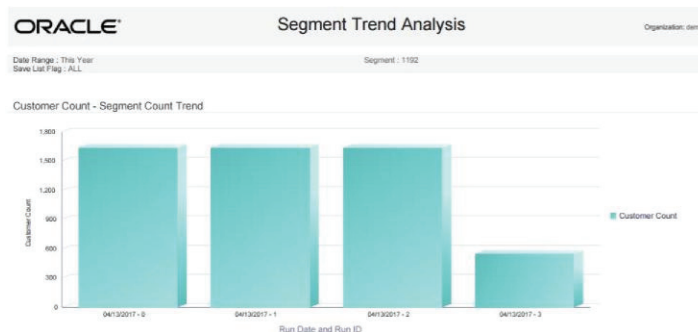 ORACLE
Segment Trend Analysis
Organization: dem
Date Range : This Year
Segment : 1192
Save List Flag : ALL
Customer Count - Segment Count Trend
1,800
1,500
1,200
900
600
300
0
Customer Count
Customer Count
04/13/2017 - 0
04/13/2017 - 1
04/13/2017 - 2
04/13/2017 - 3
Run Date and Run ID